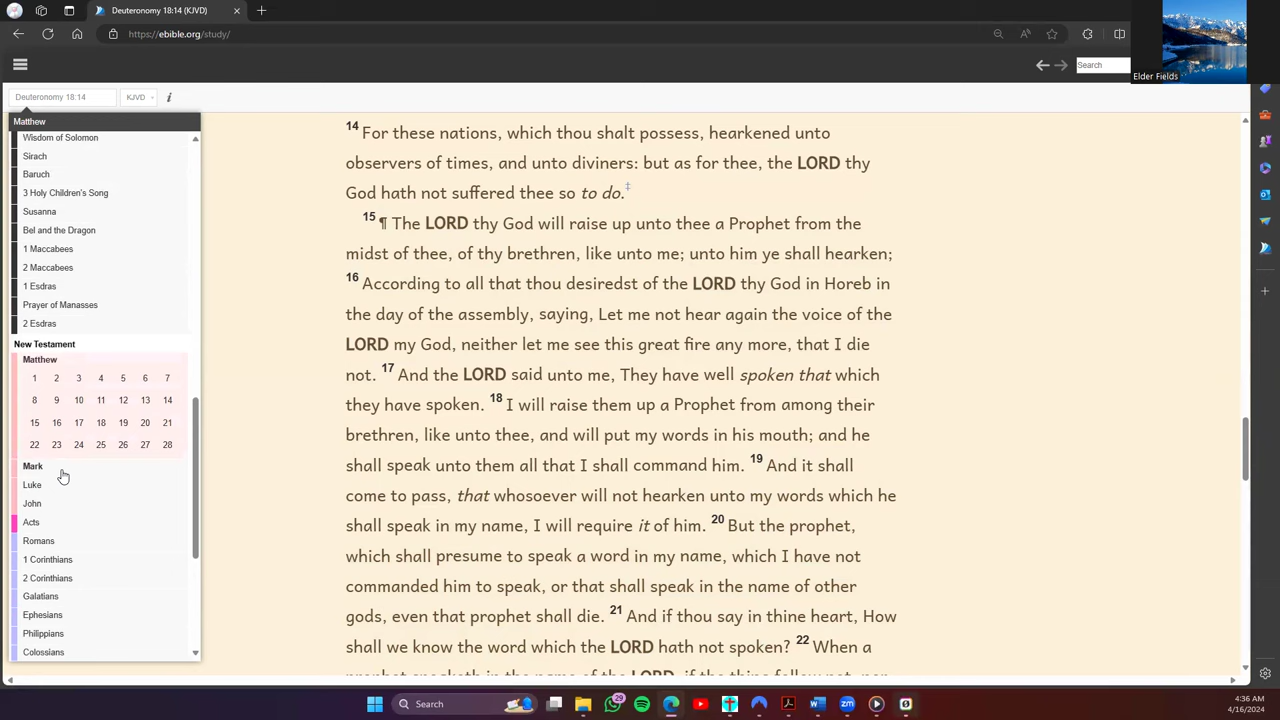 Deuteronomy 18:14 (KJVD)
https://ebible.org/study/
Search
Elder Fields
Deuteronomy 18:14
KJVD
i
Matthew
Wisdom of Solomon
Sirach
Baruch
3 Holy Children's Song
Susanna
Bel and the Dragon
1 Maccabees
2 Maccabees
1 Esdras
Prayer of Manasses
2 Esdras
New Testament
Matthew
1 2 3 4 5 6 7
8 9 10 11 12 13 14
15 16 17 18 19 20 21
22 23 24 25 26 27 28
Mark
Luke
John
Acts
Romans
1 Corinthians
2 Corinthians
Galatians
Ephesians
Philippians
Colossians
14 For these nations, which thou shalt possess, hearkened unto
observers of times, and unto diviners: but as for thee, the LORD thy
God hath not suffered thee so to do.‡
15 ¶ The LORD thy God will raise up unto thee a Prophet from the
midst of thee, of thy brethren, like unto me; unto him ye shall hearken;
16 According to all that thou desiredst of the LORD thy God in Horeb in
the day of the assembly, saying, Let me not hear again the voice of the
LORD my God, neither let me see this great fire any more, that I die
not. 17 And the LORD said unto me, They have well spoken that which
they have spoken. 18 I will raise them up a Prophet from among their
brethren, like unto thee, and will put my words in his mouth; and he
shall speak unto them all that I shall command him. 19 And it shall
come to pass, that whosoever will not hearken unto my words which he
shall speak in my name, I will require it of him. 20 But the prophet,
which shall presume to speak a word in my name, which I have not
commanded him to speak, or that shall speak in the name of other
gods, even that prophet shall die. 21 And if thou say in thine heart, How
shall we know the word which the LORD hath not spoken? 22 When a
prophet speaketh in the name of the LORD, if the thing follow not, nor
Search
29
4:36 AM
4/16/2024